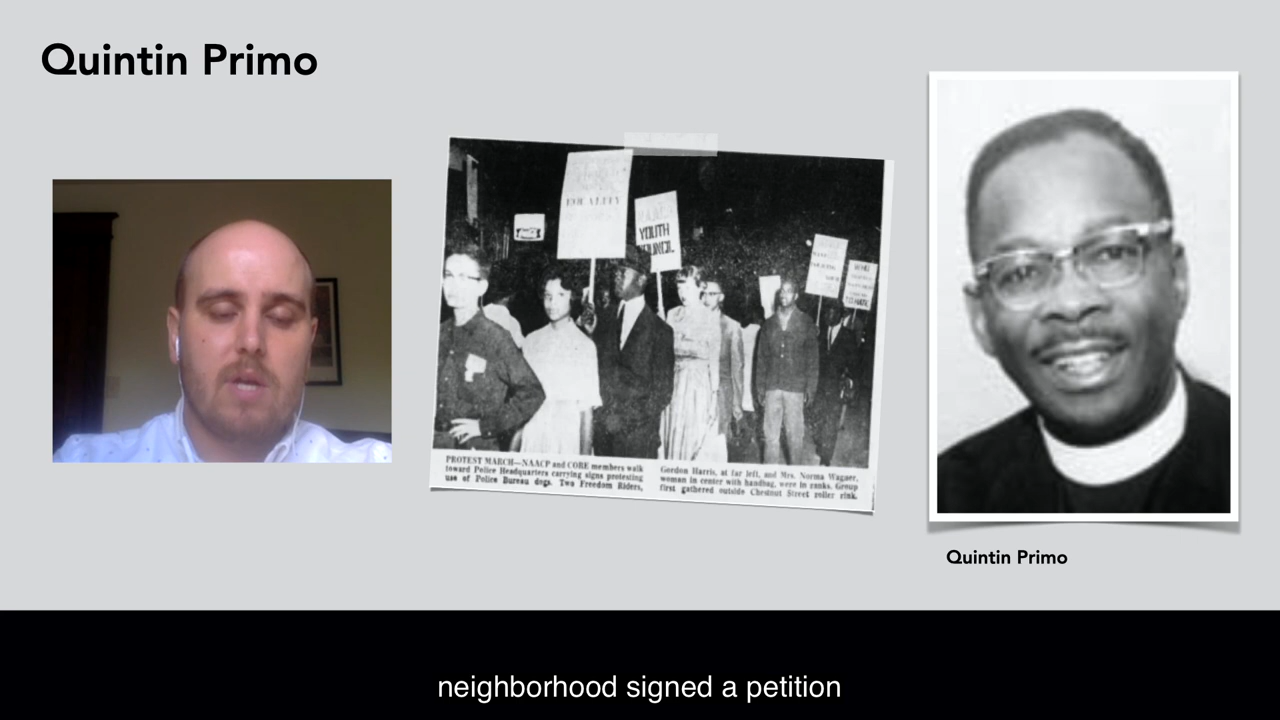 Quintin Primo
EQUALITY
YOUTH
COUNCIL
PROTEST MARCH—NAACP and CORE members walk
toward Police Headquarters carrying signs protesting
use of Police Bureau dogs. Two Freedom Riders,
Gordon Harris, at far left, and Mrs. Norma Wagner,
woman in center with handbag, were in ranks. Group
first gathered outside Chestnut Street roller rink.
Quintin Primo
neighborhood signed a petition